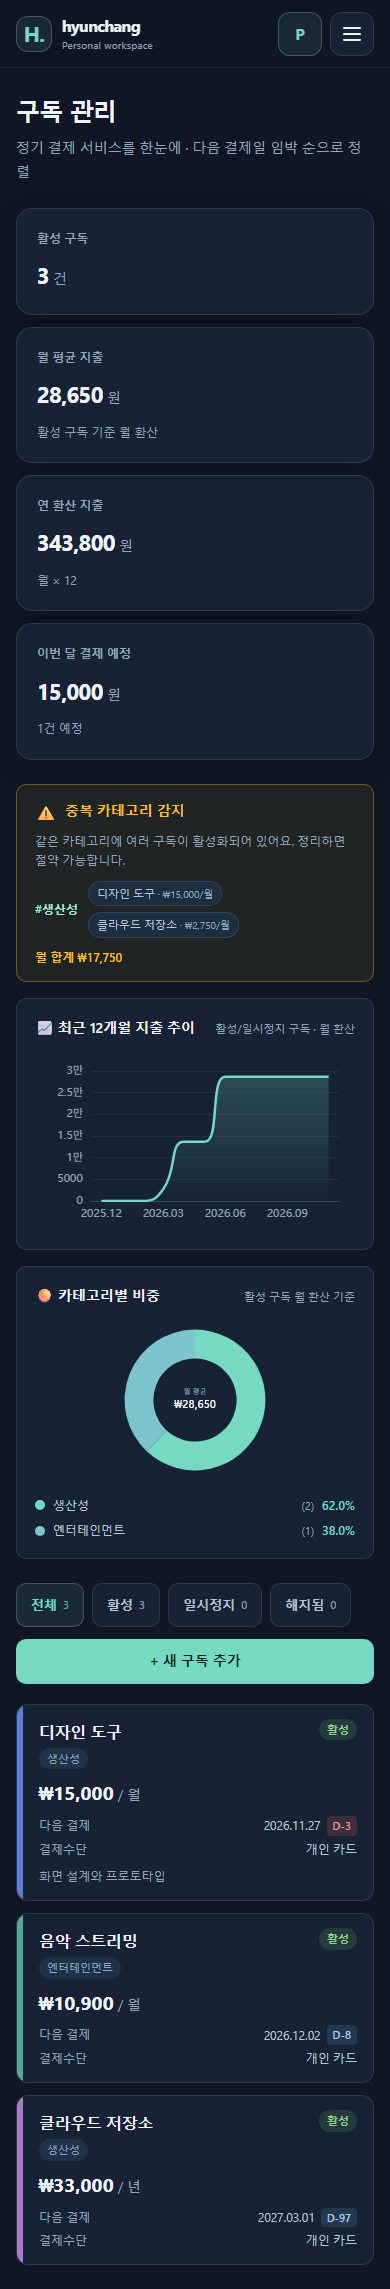 H. hyunchang
Personal workspace
P
구독 관리
정기 결제 서비스를 한눈에 · 다음 결제일 임박 순으로 정
렬
활성 구독
3 건
월 평균 지출
28,650 원
활성 구독 기준 월 환산
연 환산 지출
343,800 원
월 × 12
이번 달 결제 예정
15,000 원
1건 예정
중복 카테고리 감지
같은 카테고리에 여러 구독이 활성화되어 있어요. 정리하면
절약 가능합니다.
#생산성
디자인 도구 · ₩15,000/월
클라우드 저장소 · ₩2,750/월
월 합계 ₩17,750
최근 12개월 지출 추이 활성/일시정지 구독 · 월 환산
3만
2.5만
2만
1.5만
1만
5000
0
2025.12 2026.03 2026.06 2026.09
카테고리별 비중 활성 구독 월 환산 기준
월 평균
₩28,650
생산성 (2) 62.0%
엔터테인먼트 (1) 38.0%
전체 3 활성 3 일시정지 0 해지됨 0
+ 새 구독 추가
디자인 도구 활성
생산성
₩15,000 / 월
다음 결제 2026.11.27 D-3
결제수단 개인 카드
화면 설계와 프로토타입
음악 스트리밍 활성
엔터테인먼트
₩10,900 / 월
다음 결제 2026.12.02 D-8
결제수단 개인 카드
클라우드 저장소 활성
생산성
₩33,000 / 년
다음 결제 2027.03.01 D-97
결제수단 개인 카드